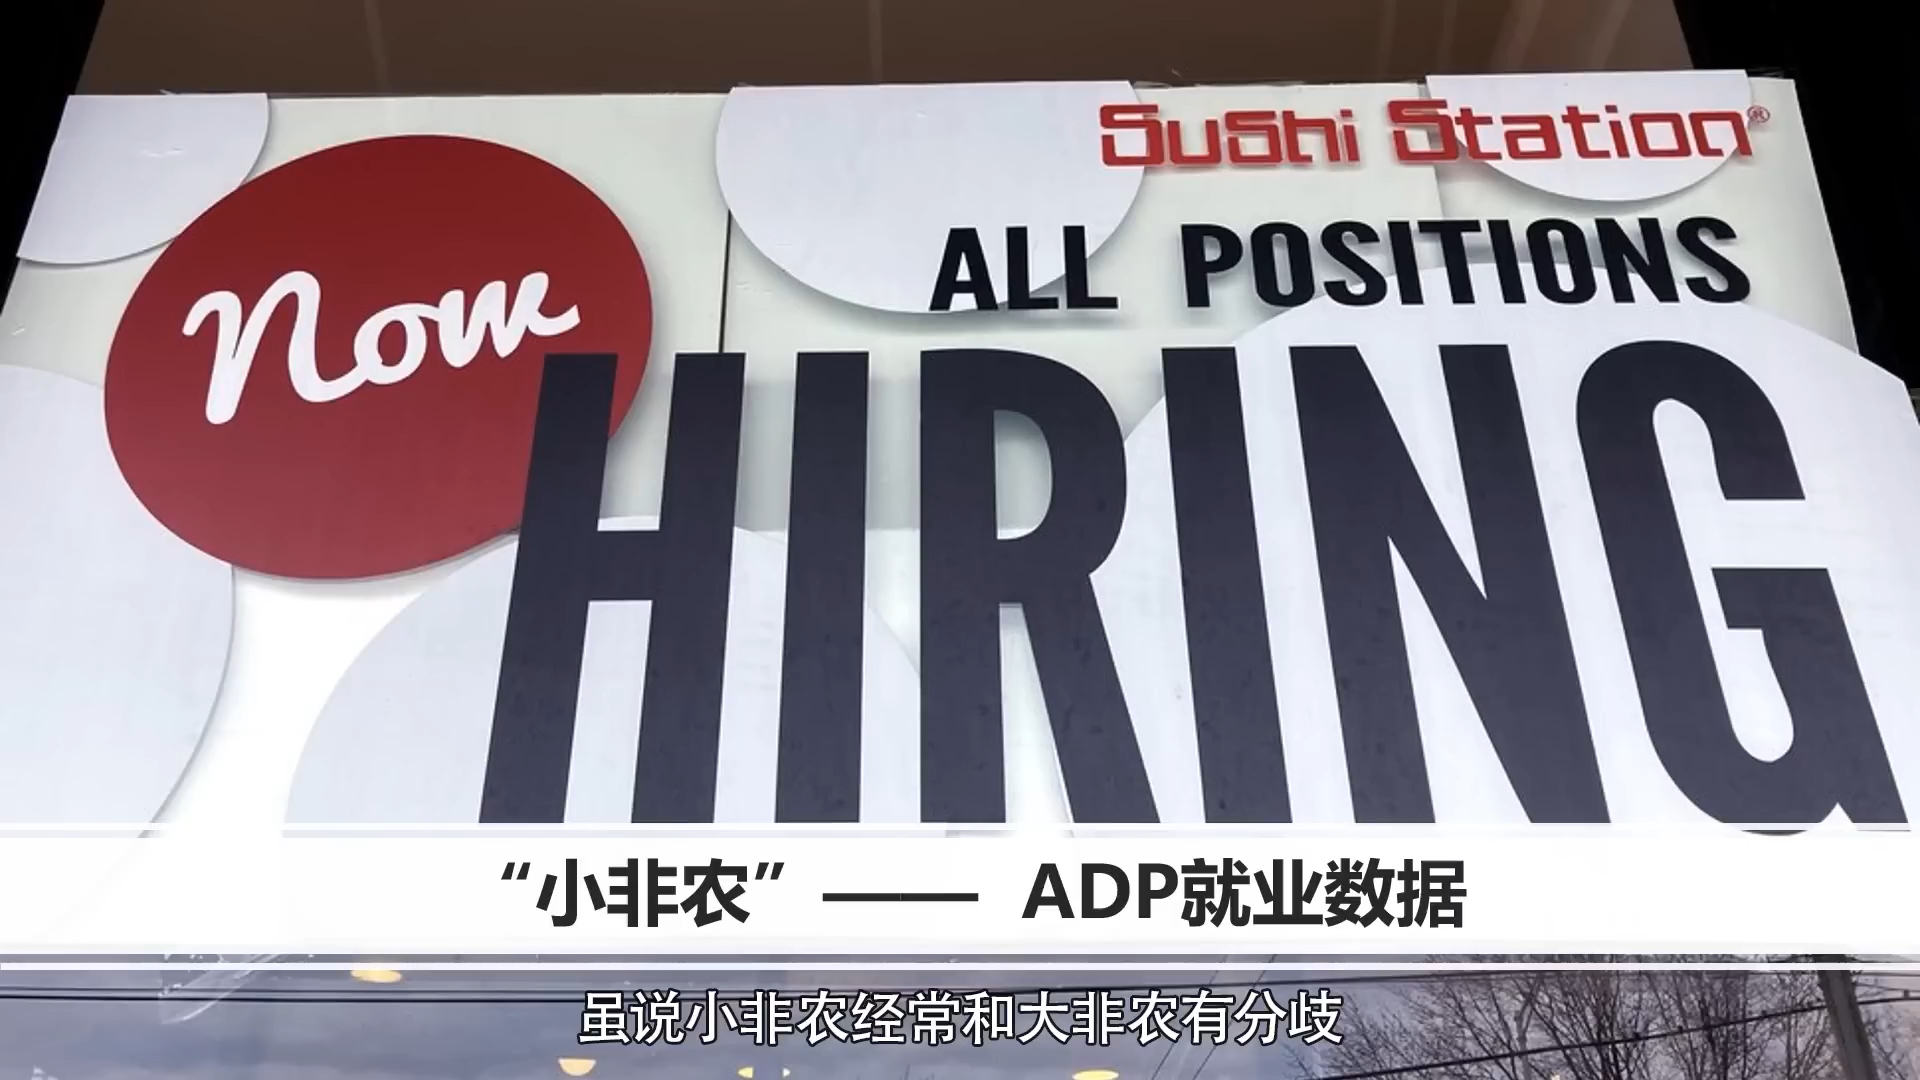 Sushi Station®
ALL POSITIONS
Now
HIRING
“小非农”—— ADP就业数据
虽说小非农经常和大非农有分歧